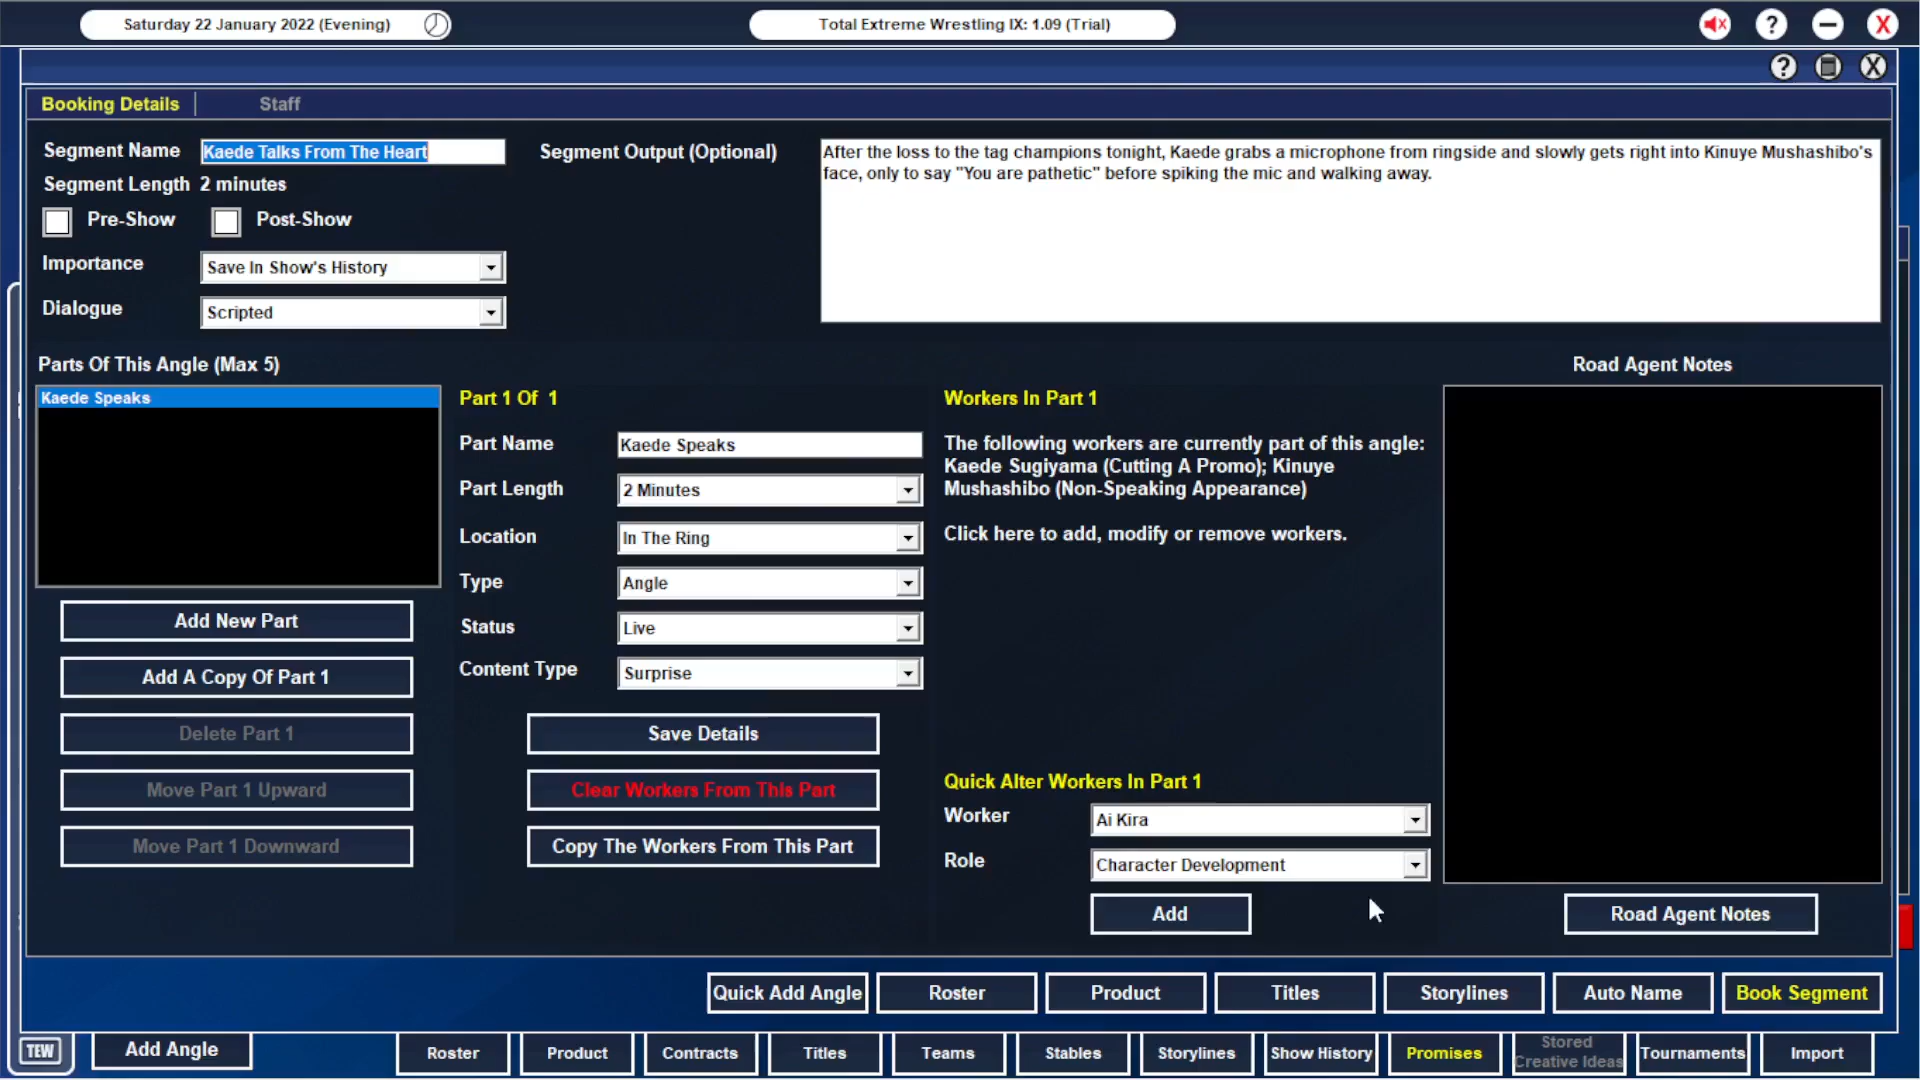 Saturday 22 January 2022 (Evening)
Total Extreme Wrestling IX: 1.09 (Trial)
? X
? X
Booking Details
Staff
Segment Name
Kaede Talks From The Heart
Segment Output (Optional)
After the loss to the tag champions tonight, Kaede grabs a microphone from ringside and slowly gets right into Kinuye Mushashibo's
face, only to say "You are pathetic" before spiking the mic and walking away.
Segment Length 2 minutes
Pre-Show
Post-Show
Importance
Save In Show's History
Dialogue
Scripted
Parts Of This Angle (Max 5)
Road Agent Notes
Kaede Speaks
Part 1 Of 1
Workers In Part 1
Part Name
Kaede Speaks
The following workers are currently part of this angle:
Kaede Sugiyama (Cutting A Promo); Kinuye
Mushashibo (Non-Speaking Appearance)
Part Length
2 Minutes
Location
In The Ring
Click here to add, modify or remove workers.
Type
Angle
Status
Live
Content Type
Surprise
Add New Part
Add A Copy Of Part 1
Delete Part 1
Move Part 1 Upward
Move Part 1 Downward
Save Details
Clear Workers From This Part
Copy The Workers From This Part
Quick Alter Workers In Part 1
Worker
Ai Kira
Role
Character Development
Add
Road Agent Notes
Quick Add Angle
Roster
Product
Titles
Storylines
Auto Name
Book Segment
TEW
Add Angle
Roster
Product
Contracts
Titles
Teams
Stables
Storylines
Show History
Promises
Stored
Creative Ideas
Tournaments
Import